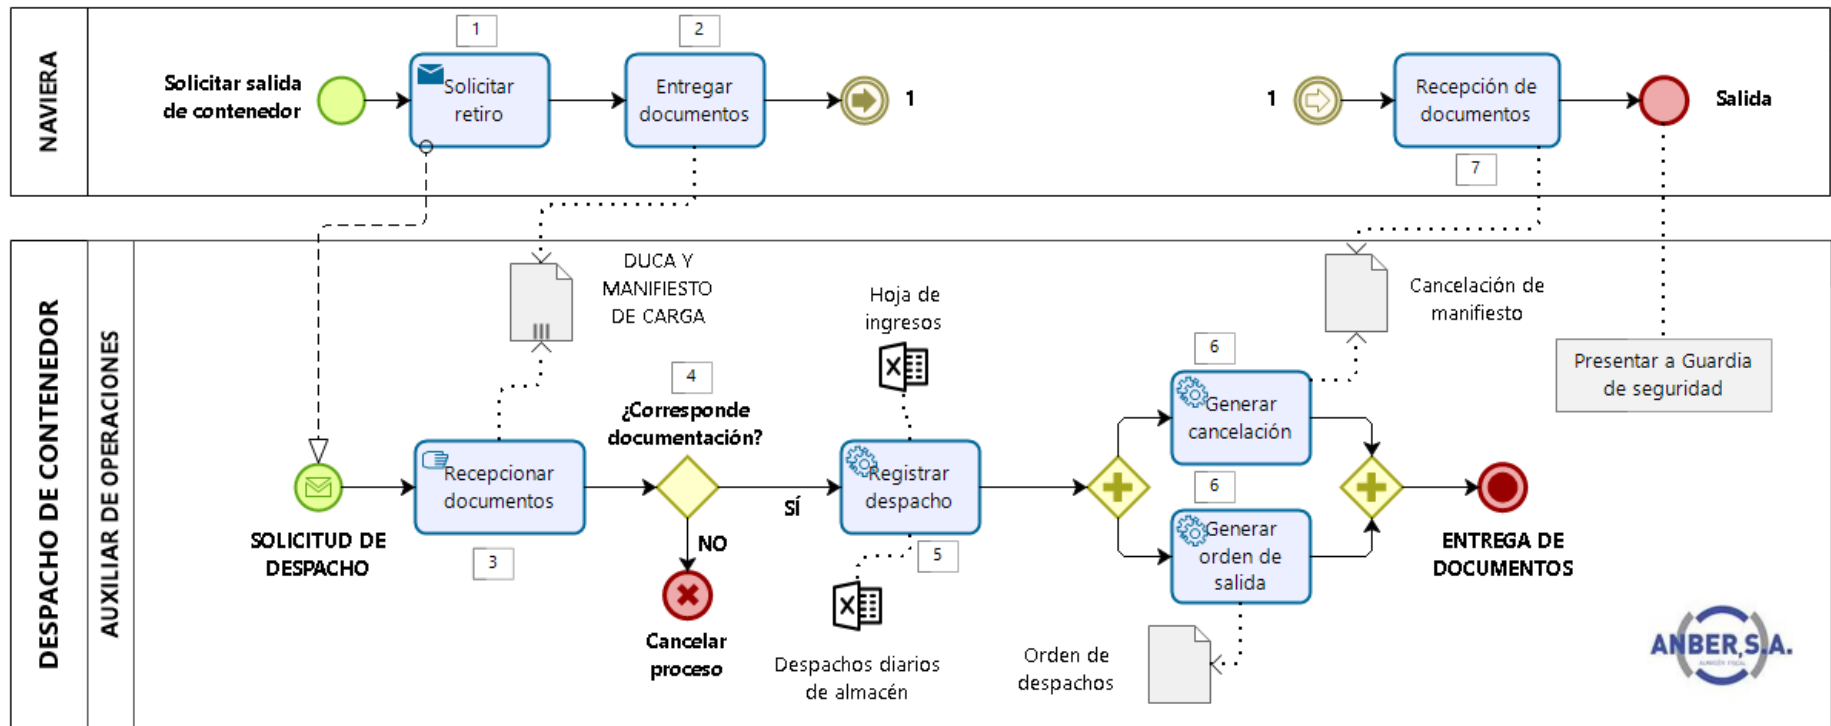 NAVIERA
Solicitar salida
de contenedor
1
Solicitar
retiro
2
Entregar
documentos
1
1
Recepción de
documentos
7
Salida
DESPACHO DE CONTENEDOR
AUXILIAR DE OPERACIONES
DUCA Y
MANIFIESTO
DE CARGA
Hoja de
ingresos
Cancelación de
manifiesto
Presentar a Guardia
de seguridad
SOLICITUD DE
DESPACHO
Recepcionar
documentos
3
4
¿Corresponde
documentación?
SÍ
NO
Cancelar
proceso
Registrar
despacho
5
Despachos diarios
de almacén
6
Generar
cancelación
6
Generar
orden de
salida
Orden de
despachos
ENTREGA DE
DOCUMENTOS
ANBER,S.A.
ALMACÉN FISCAL